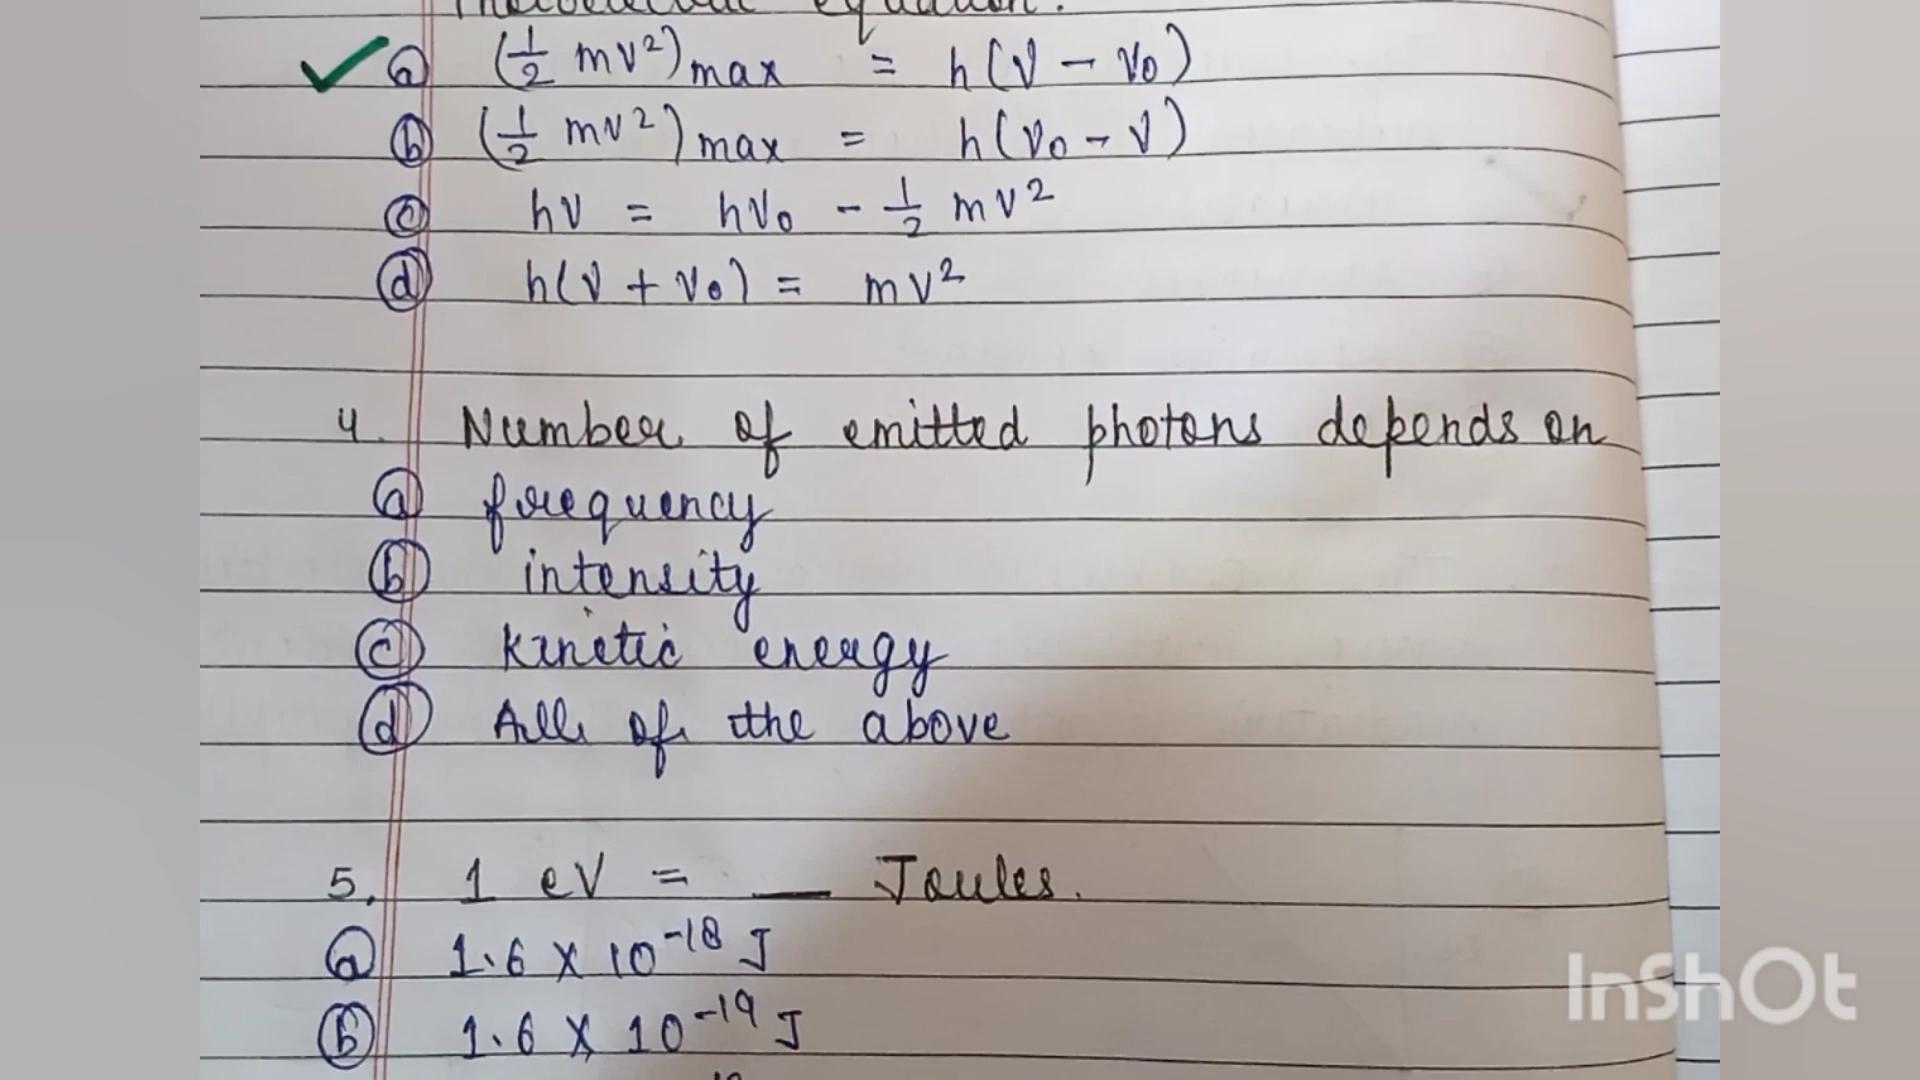 equation.
✓ (a) (1/2 mv²)max = h(ν - ν₀)
(b) (1/2 mv²)max = h(ν₀ - ν)
(c) hν = hν₀ - 1/2 mv²
(d) h(ν + ν₀) = mv²
4. Number of emitted photons depends on
(a) frequency
(b) intensity
(c) kinetic energy
(d) All of the above
5. 1 eV = __ Joules.
(a) 1.6 × 10⁻¹⁸ J
(b) 1.6 × 10⁻¹⁹ J
InShOt